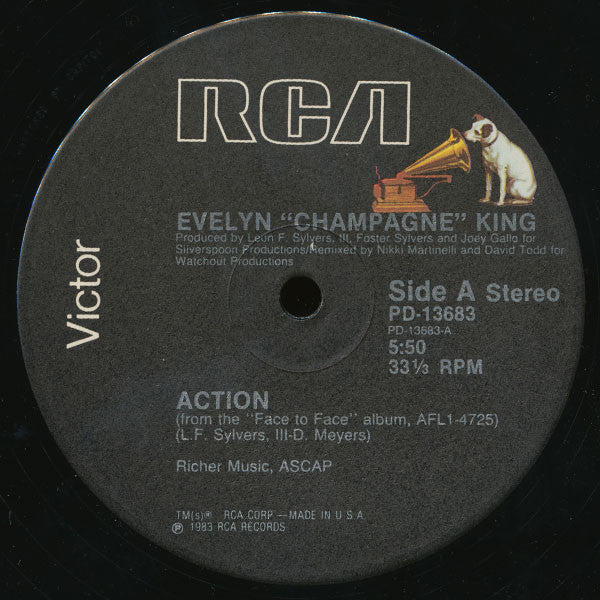 RCA
Victor
EVELYN “CHAMPAGNE” KING
Produced by Leon F. Sylvers, III, Foster Sylvers and Joey Gallo for
Silverspoon Productions/Remixed by Nikki Martinelli and David Todd for
Watchout Productions
Side A Stereo
PD-13683
PD-13683-A
5:50
33⅓ RPM
ACTION
(from the "Face to Face" album, AFL1-4725)
(L.F. Sylvers, III-D. Meyers)
Richer Music, ASCAP
TM(s)® RCA CORP.—MADE IN U.S.A.
℗ 1983 RCA RECORDS